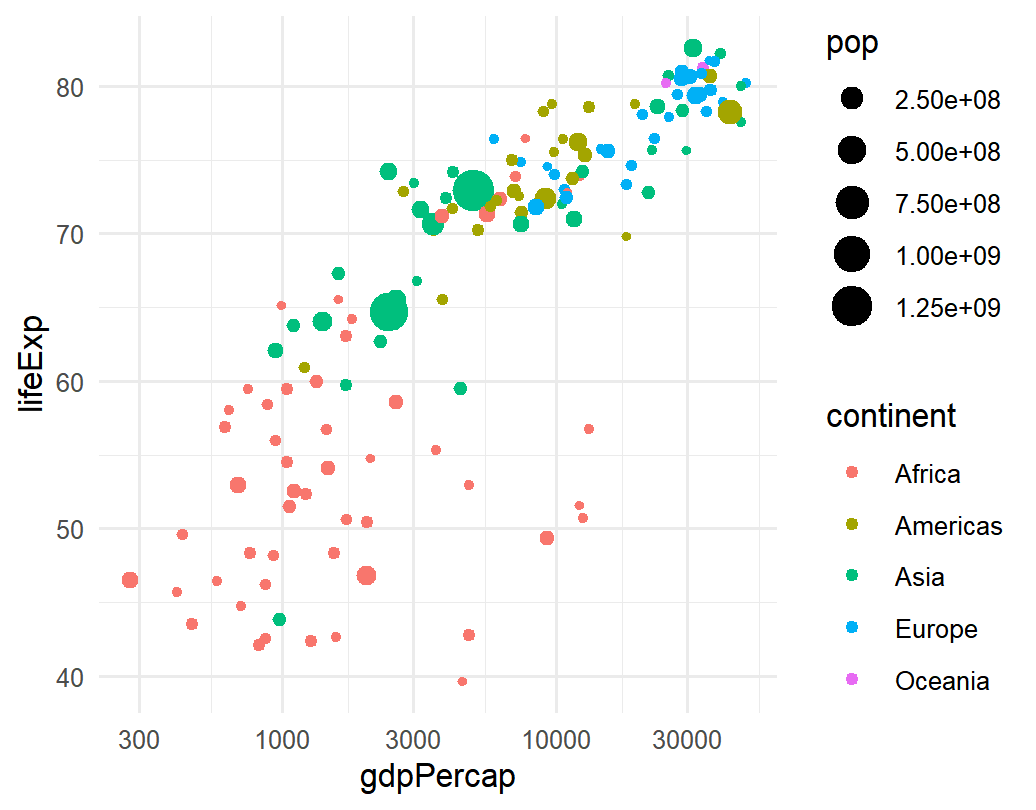 lifeExp
80
70
60
50
40
300 1000 3000 10000 30000
gdpPercap
pop
2.50e+08
5.00e+08
7.50e+08
1.00e+09
1.25e+09
continent
Africa
Americas
Asia
Europe
Oceania